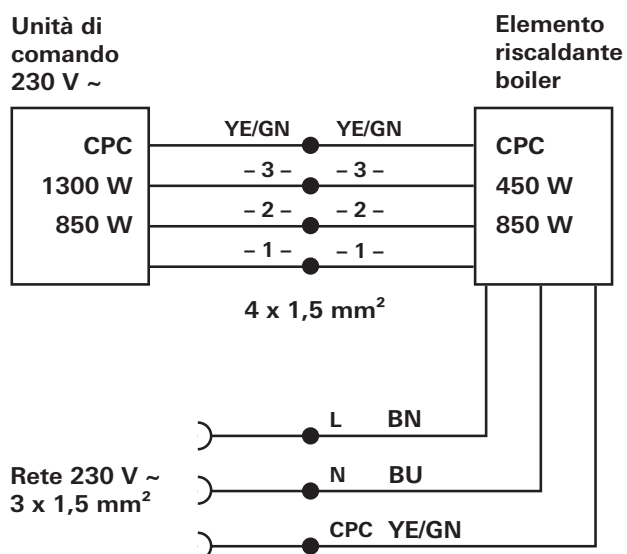 Unità di
comando
230 V ~
Elemento
riscaldante
boiler
CPC
1300 W
850 W
YE/GN YE/GN
– 3 – – 3 –
– 2 – – 2 –
– 1 – – 1 –
CPC
450 W
850 W
4 x 1,5 mm²
L BN
N BU
CPC YE/GN
Rete 230 V ~
3 x 1,5 mm²